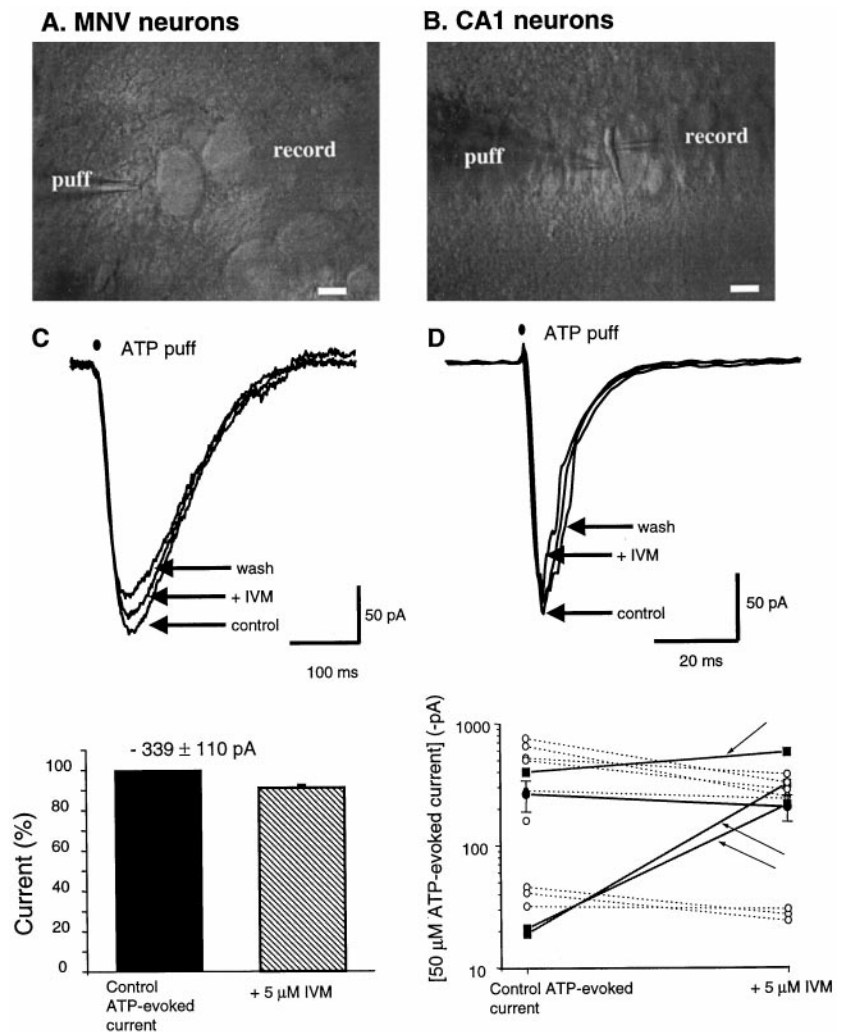 A. MNV neurons
B. CA1 neurons
puff
record
puff
record
C
ATP puff
wash
+ IVM
control
50 pA
100 ms
D
ATP puff
wash
+ IVM
control
50 pA
20 ms
- 339 ± 110 pA
Current (%)
100
80
60
40
20
0
Control
ATP-evoked
current
+ 5 μM IVM
[50 μM ATP-evoked current] (-pA)
1000
100
10
Control ATP-evoked
current
+ 5 μM IVM